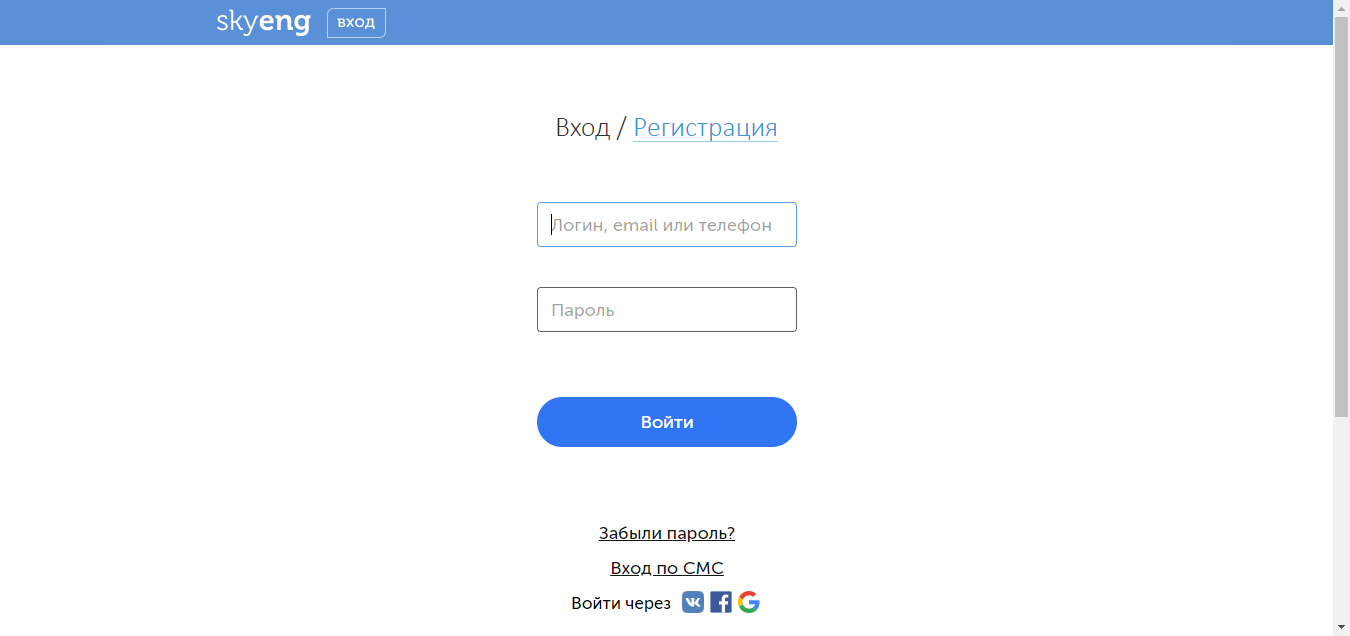 skyeng ВХОД
Вход / Регистрация
Логин, email или телефон
Пароль
Войти
Забыли пароль?
Вход по СМС
Войти через